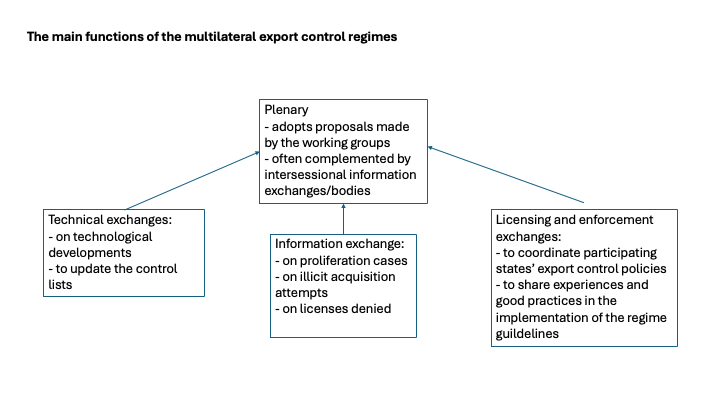 The main functions of the multilateral export control regimes
Plenary
- adopts proposals made
by the working groups
- often complemented by
intersessional information
exchanges/bodies
Technical exchanges:
- on technological
developments
- to update the control
lists
Information exchange:
- on proliferation cases
- on illicit acquisition
attempts
- on licenses denied
Licensing and enforcement
exchanges:
- to coordinate participating
states’ export control policies
- to share experiences and
good practices in the
implementation of the regime
guildelines